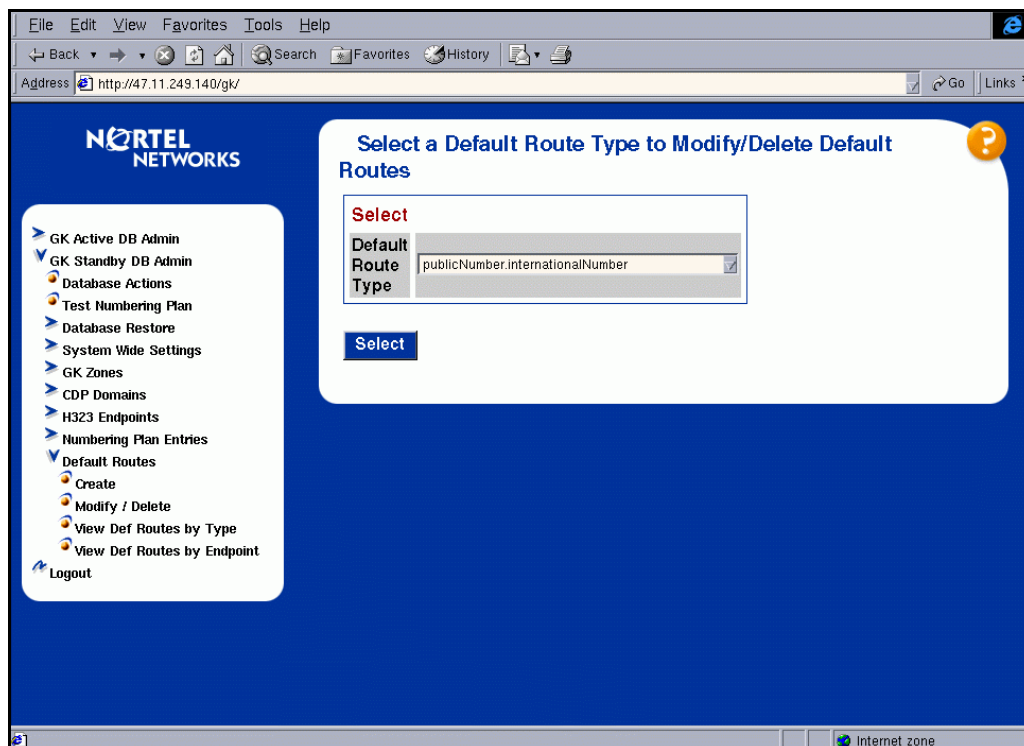 File Edit View Favorites Tools Help
Back Search Favorites History
Address http://47.11.249.140/gk/ Go Links
NORTEL
NETWORKS
Select a Default Route Type to Modify/Delete Default
Routes
?
Select
Default
Route
Type
publicNumber.internationalNumber
Select
GK Active DB Admin
GK Standby DB Admin
Database Actions
Test Numbering Plan
Database Restore
System Wide Settings
GK Zones
CDP Domains
H323 Endpoints
Numbering Plan Entries
Default Routes
Create
Modify / Delete
View Def Routes by Type
View Def Routes by Endpoint
Logout
Internet zone